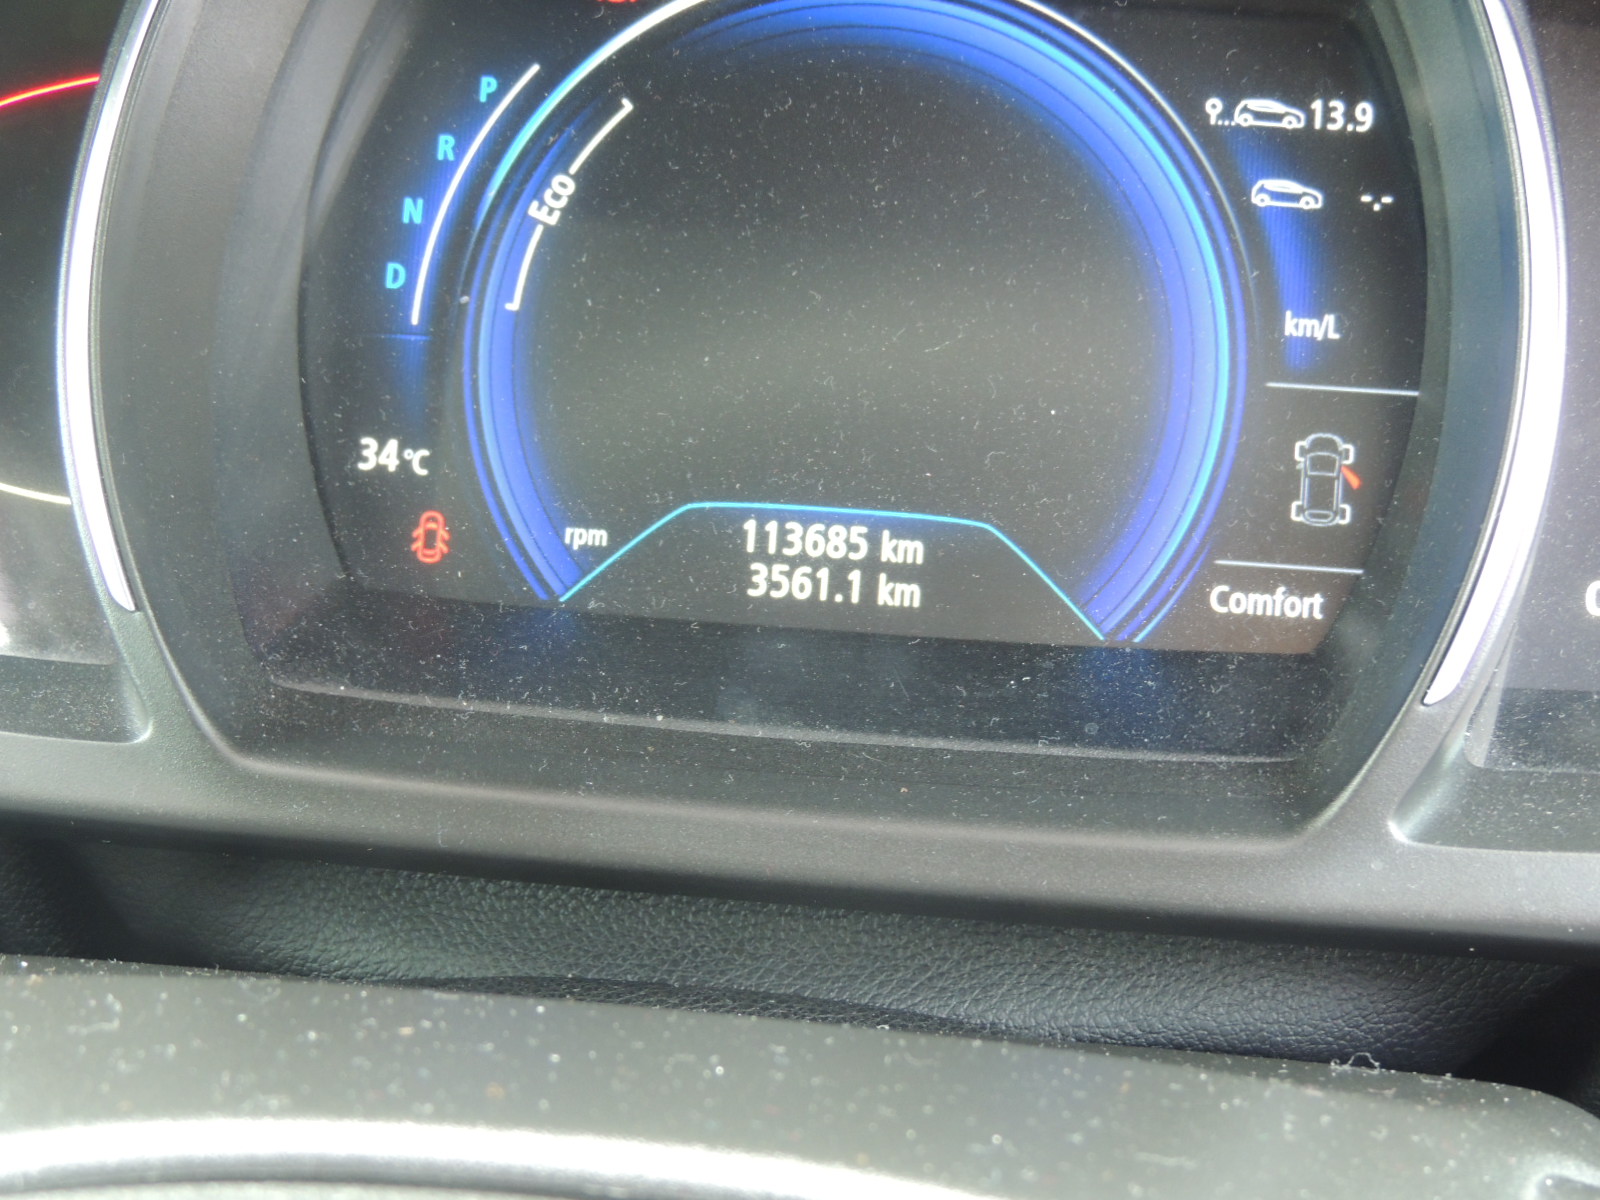 P
R
N
D
Eco
13.9
-.-
km/L
34°C
rpm
113685 km
3561.1 km
Comfort